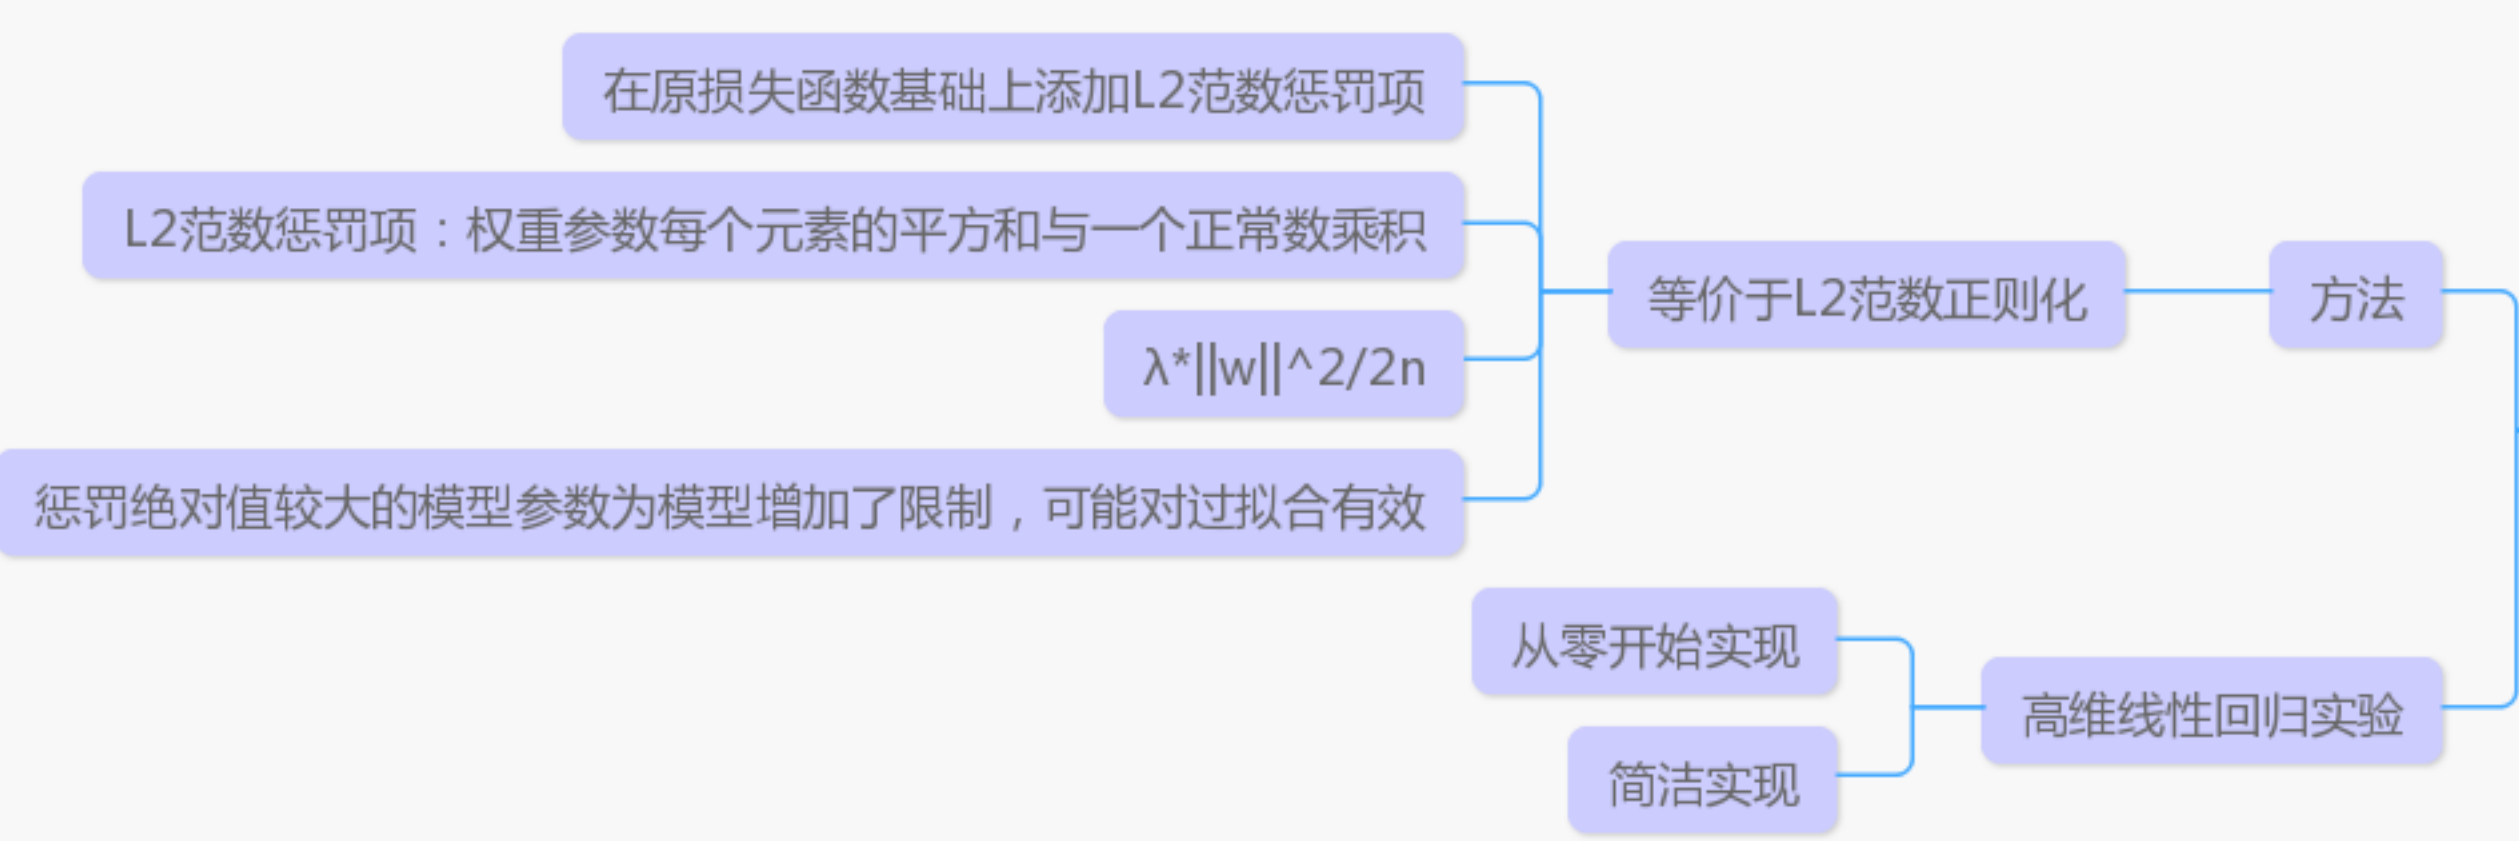 在原损失函数基础上添加L2范数惩罚项
L2范数惩罚项：权重参数每个元素的平方和与一个正常数乘积
等价于L2范数正则化
方法
λ*||w||^2/2n
惩罚绝对值较大的模型参数为模型增加了限制，可能对过拟合有效
从零开始实现
高维线性回归实验
简洁实现